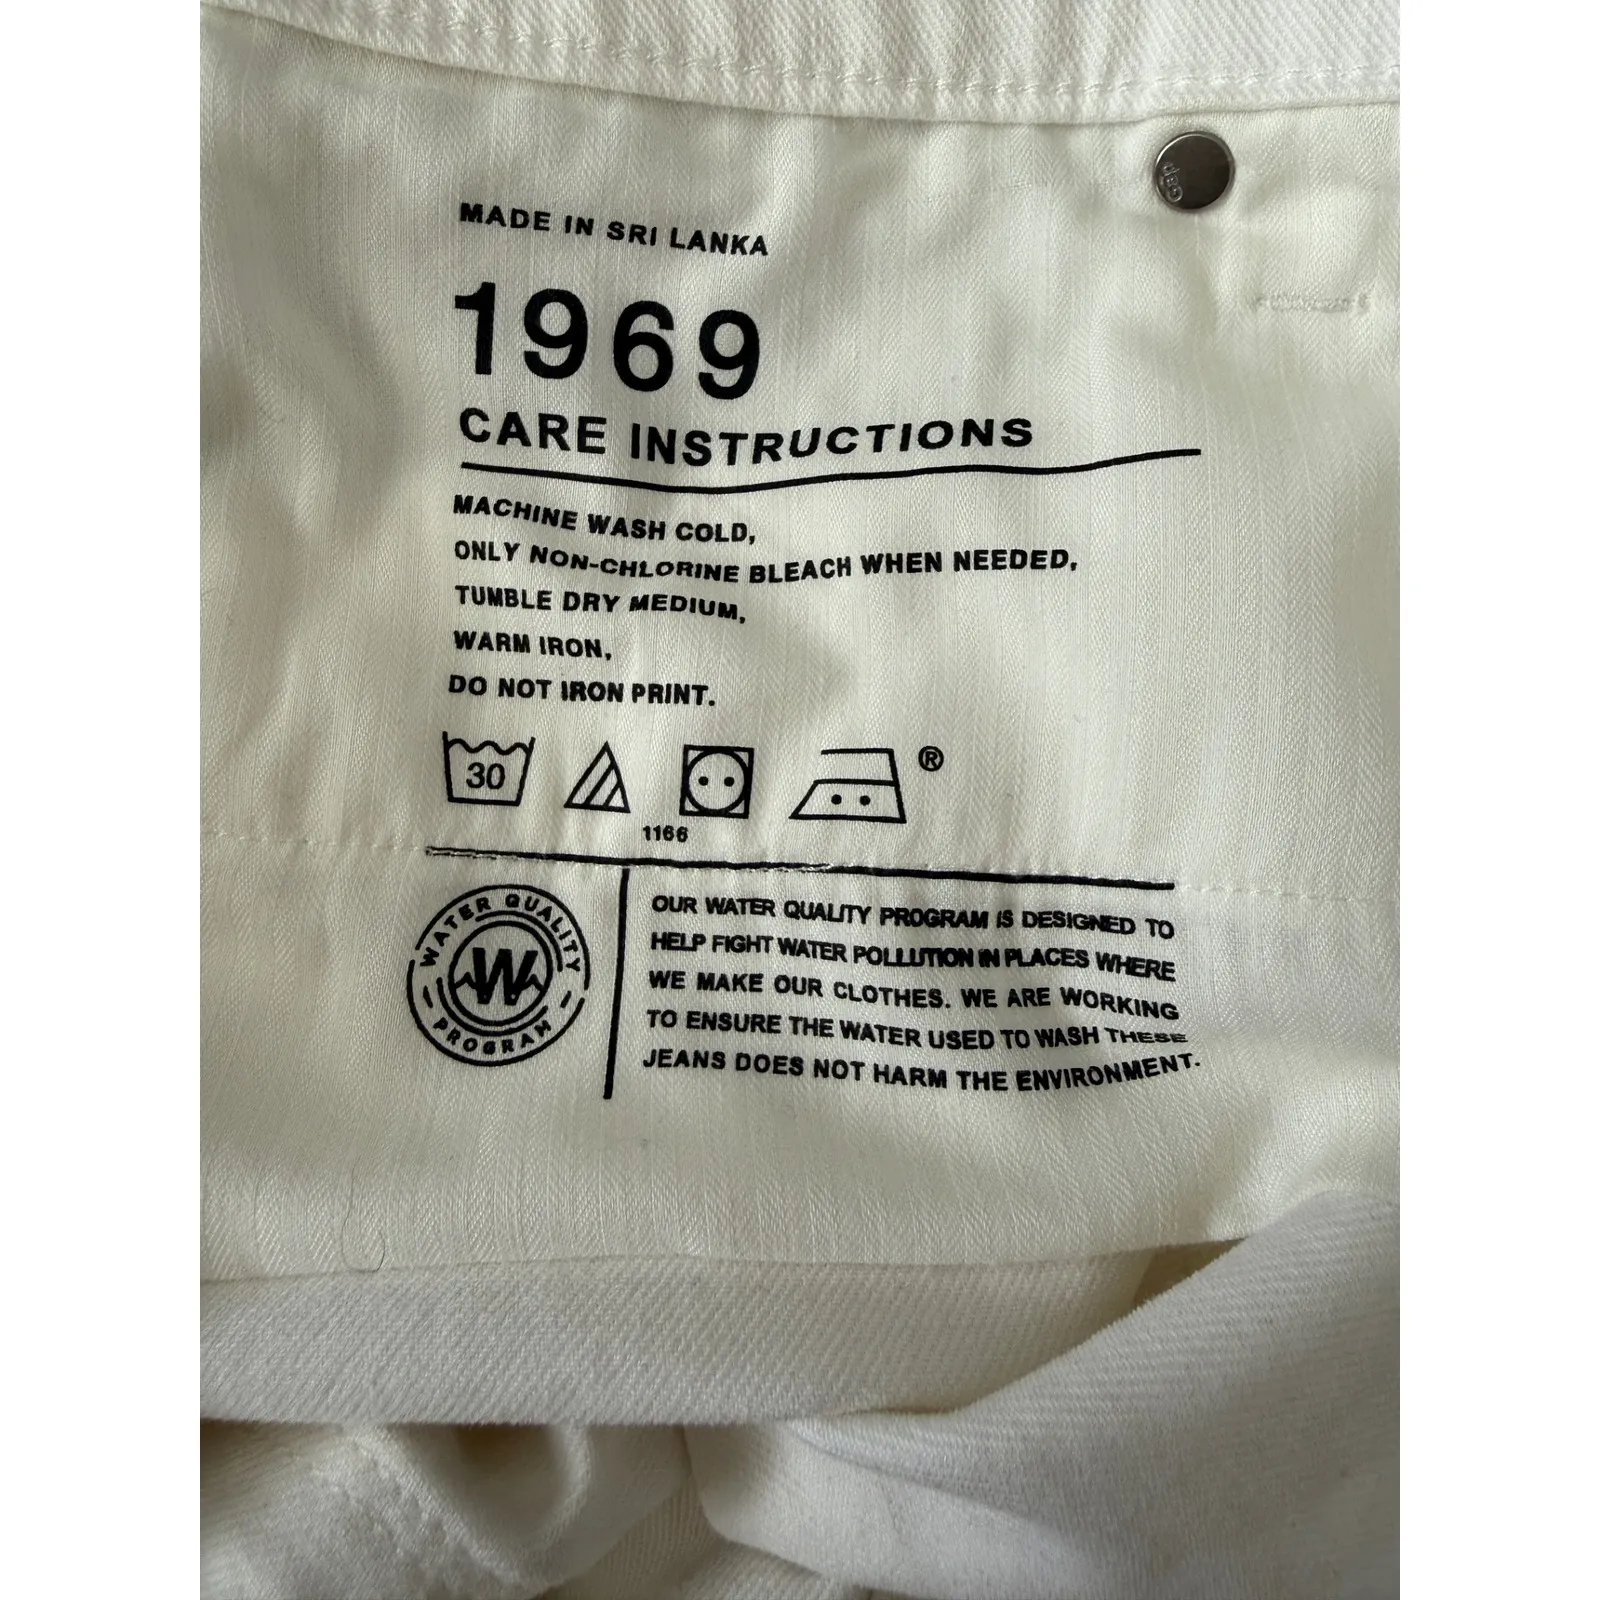 Gap
MADE IN SRI LANKA
1969
CARE INSTRUCTIONS
MACHINE WASH COLD,
ONLY NON-CHLORINE BLEACH WHEN NEEDED,
TUMBLE DRY MEDIUM,
WARM IRON,
DO NOT IRON PRINT.
30
®
1166
WATER QUALITY
W
PROGRAM
OUR WATER QUALITY PROGRAM IS DESIGNED TO
HELP FIGHT WATER POLLUTION IN PLACES WHERE
WE MAKE OUR CLOTHES. WE ARE WORKING
TO ENSURE THE WATER USED TO WASH THESE
JEANS DOES NOT HARM THE ENVIRONMENT.